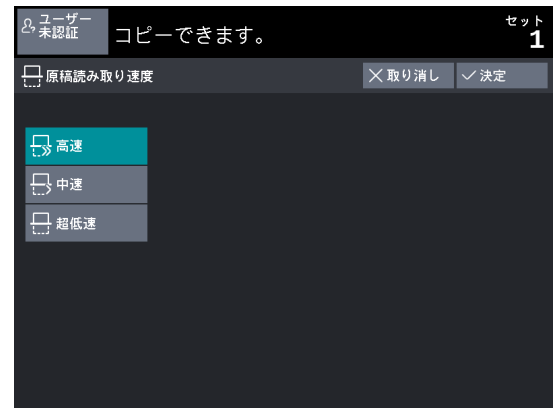 ユーザー
未認証
コピーできます。
セット
1
原稿読み取り速度
取り消し
決定
高速
中速
超低速